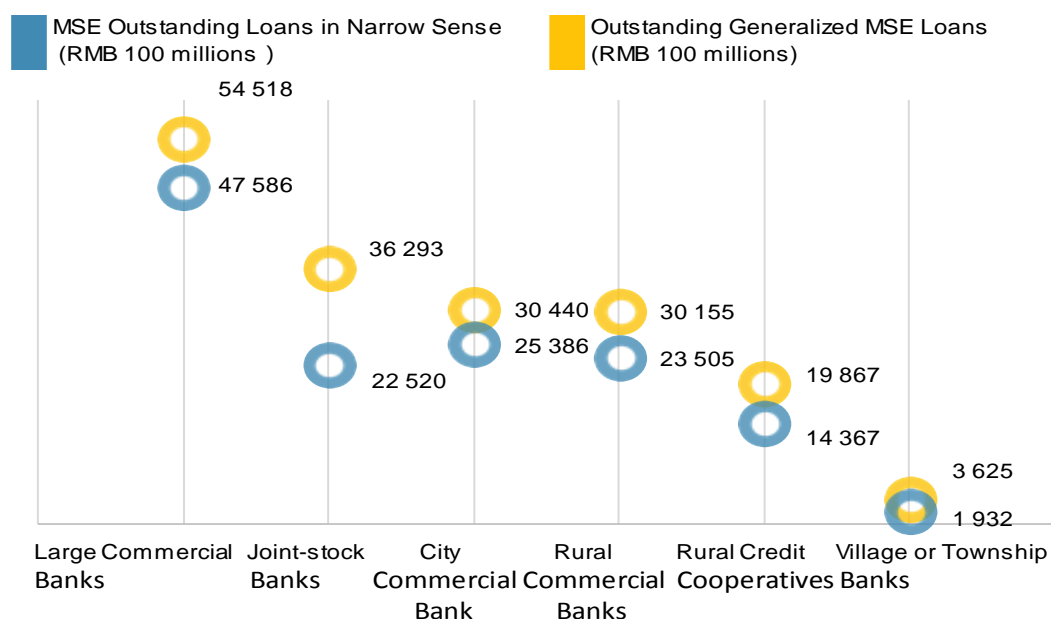 MSE Outstanding Loans in Narrow Sense
(RMB 100 millions )
Outstanding Generalized MSE Loans
(RMB 100 millions)
54 518
47 586
36 293
22 520
30 440
25 386
30 155
23 505
19 867
14 367
3 625
1 932
Large Commercial
Banks
Joint-stock
Banks
City
Commercial
Bank
Rural
Commercial
Banks
Rural Credit
Cooperatives
Village or Township
Banks